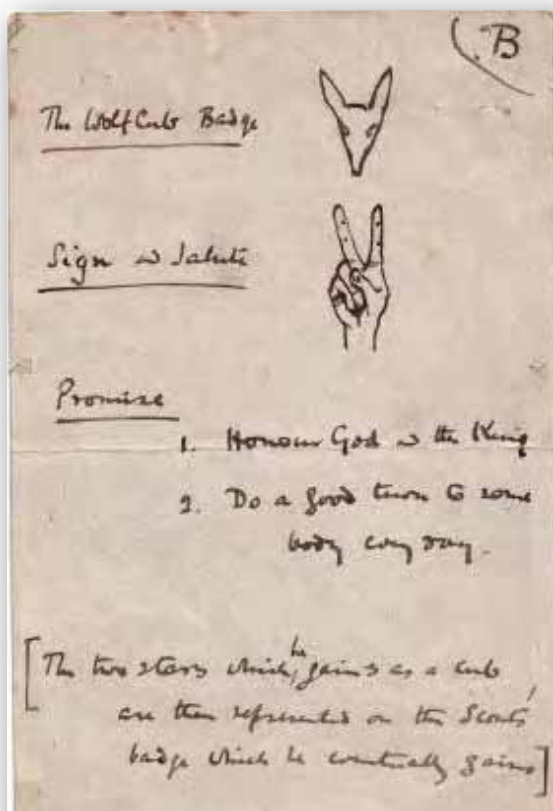 B
The Wolf Cub Badge
Sign & Salute
Promise
1. Honour God & the King
2. Do a good turn to some
body every day.
[The two stars which he gains as a Cub
are then represented on the Scouts'
badge which he eventually gains]